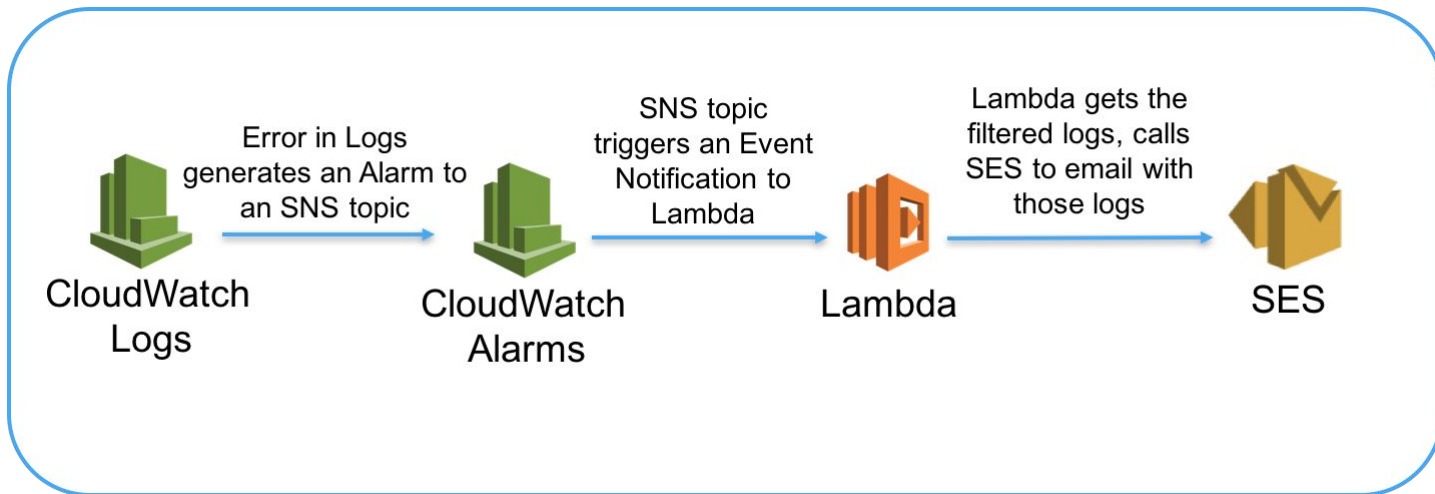 Error in Logs
generates an Alarm to
an SNS topic
SNS topic
triggers an Event
Notification to
Lambda
Lambda gets the
filtered logs, calls
SES to email with
those logs
CloudWatch
Logs
CloudWatch
Alarms
Lambda
SES